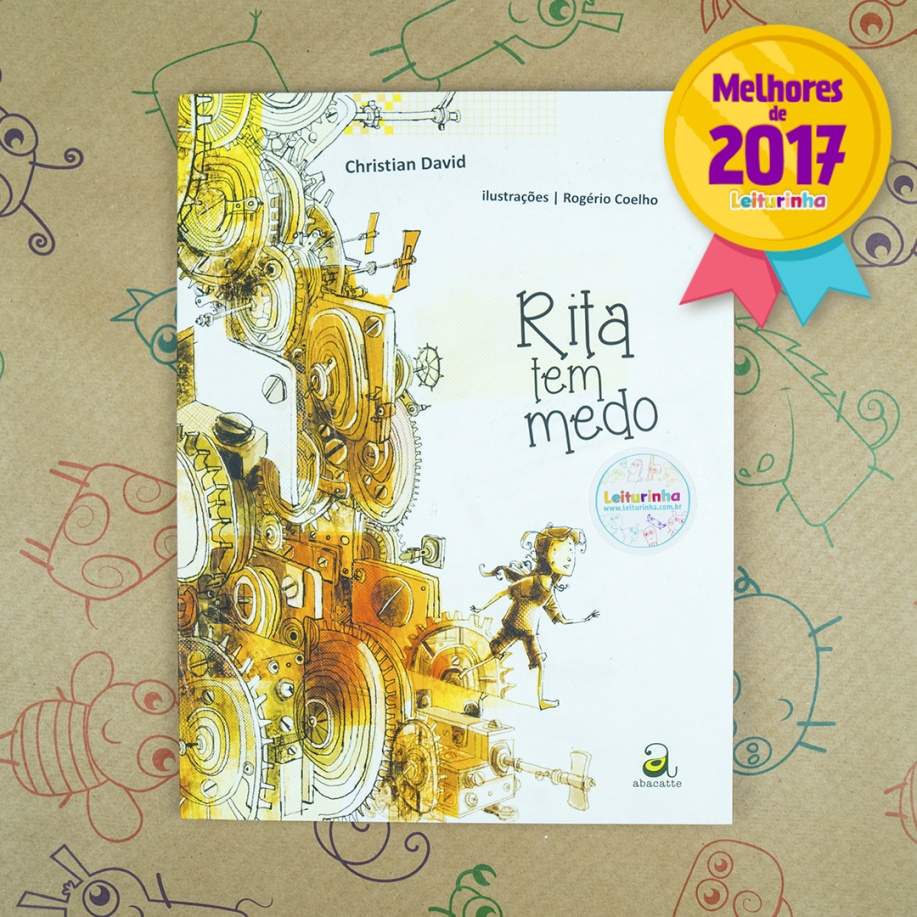 Melhores
de
2017
Leiturinha
Christian David
ilustrações | Rogério Coelho
Rita
tem
medo
Leiturinha
www.leiturinha.com.br
a
abacatte